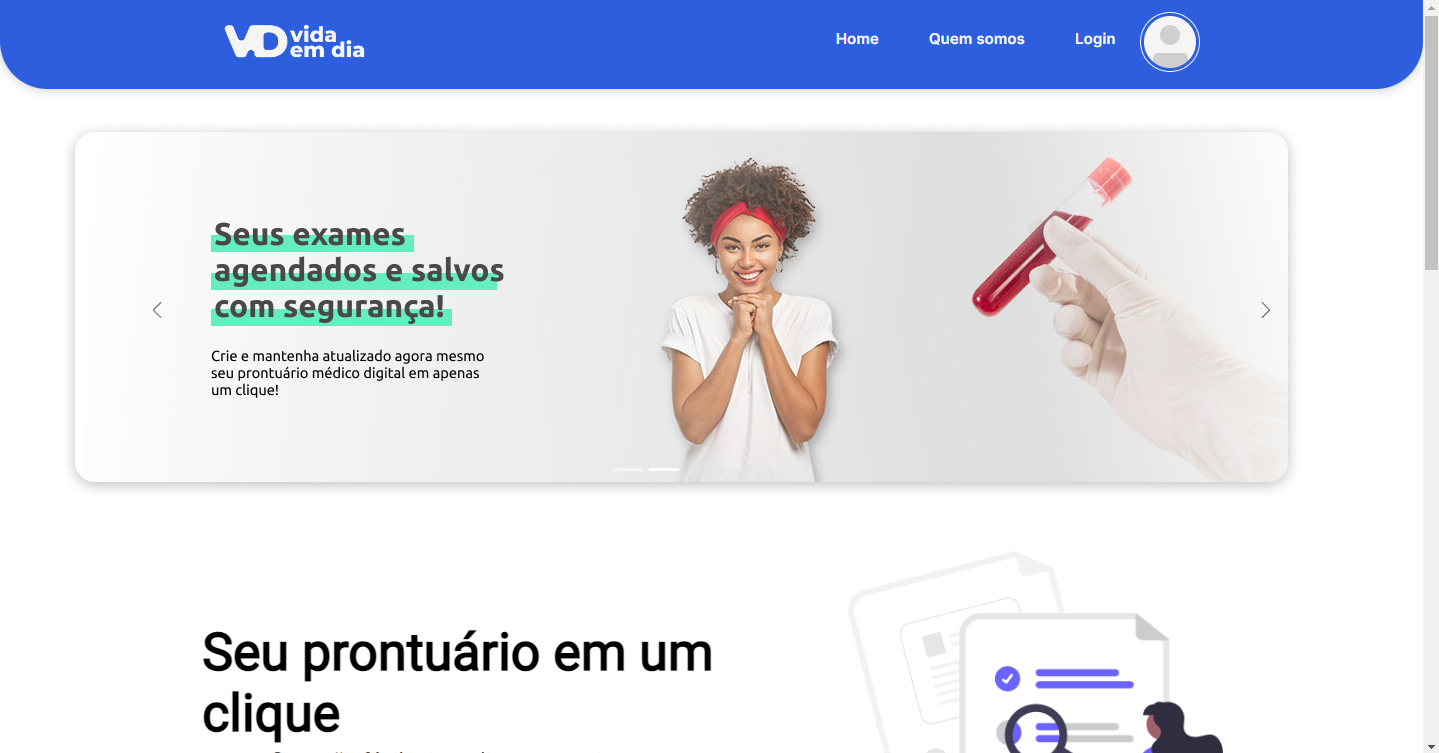 VD vida
em dia
Home Quem somos Login
Seus exames
agendados e salvos
com segurança!
Crie e mantenha atualizado agora mesmo
seu prontuário médico digital em apenas
um clique!
Seu prontuário em um
clique